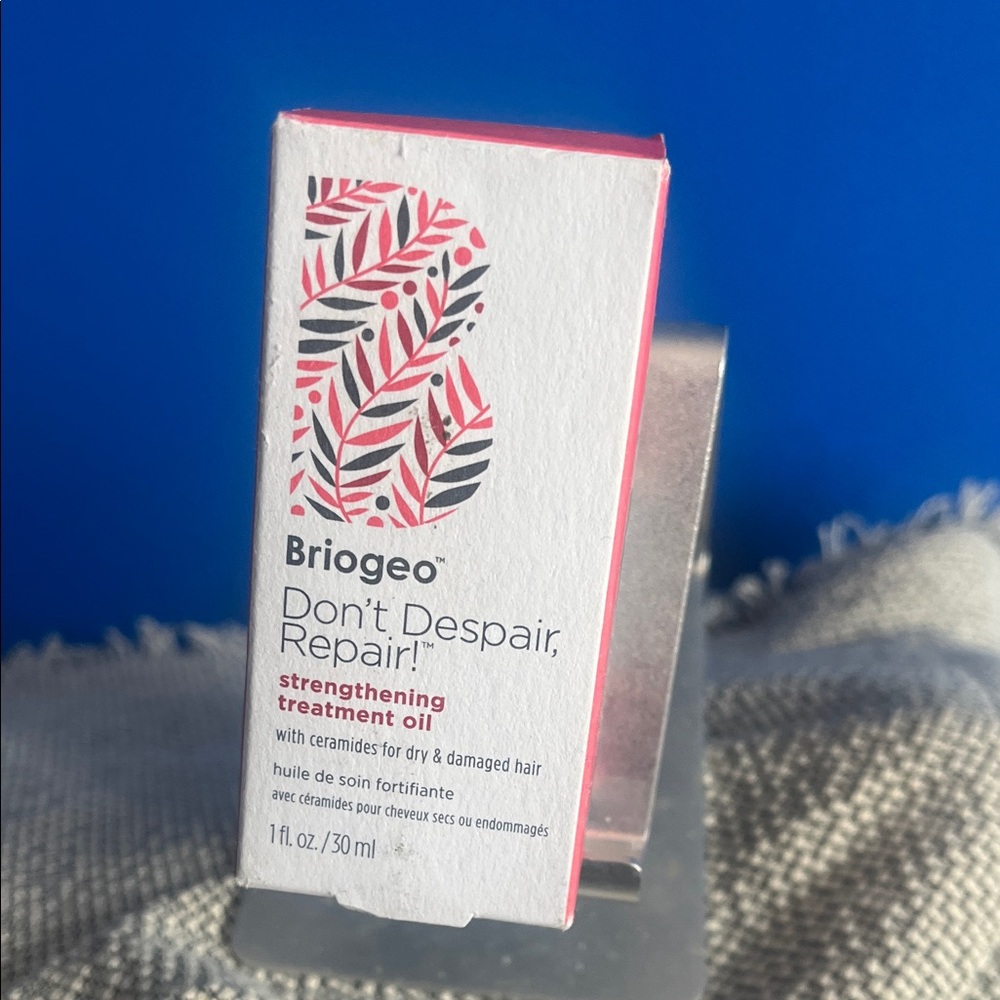 Briogeo™
Don't Despair,
Repair!™
strengthening
treatment oil
with ceramides for dry & damaged hair
huile de soin fortifiante
avec céramides pour cheveux secs ou endommagés
1 fl. oz. / 30 ml